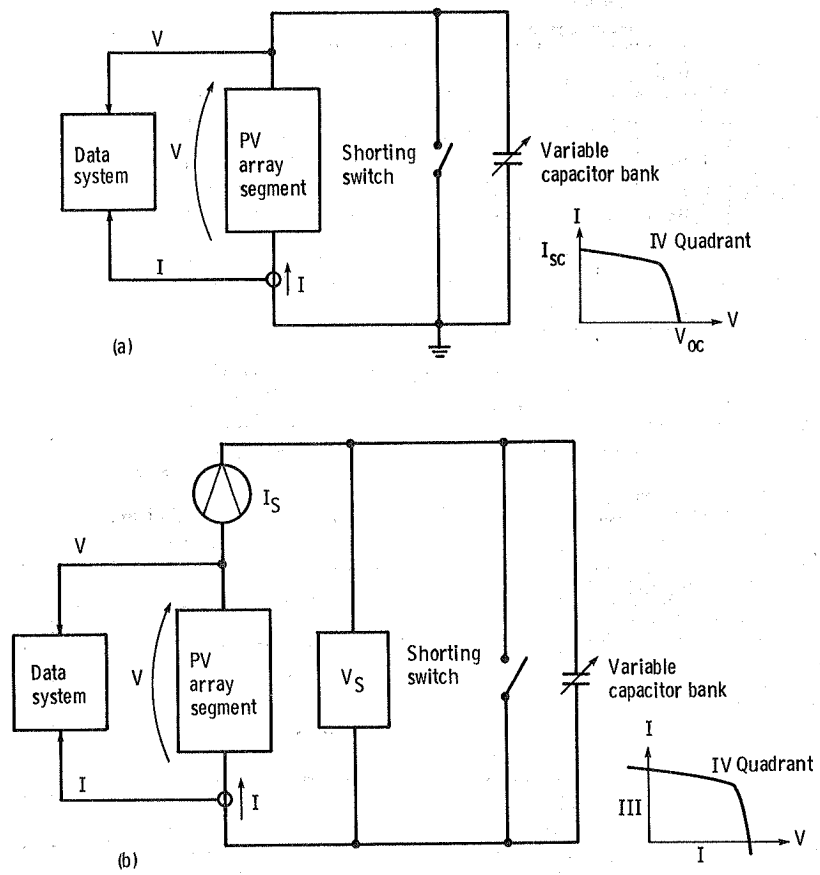 V
Data
system
V
PV
array
segment
I
I
Shorting
switch
Variable
capacitor bank
I
I_SC
IV Quadrant
V
V_OC
(a)
I_S
V
Data
system
V
PV
array
segment
I
I
V_S
Shorting
switch
Variable
capacitor bank
I
IV Quadrant
III
V
I
(b)